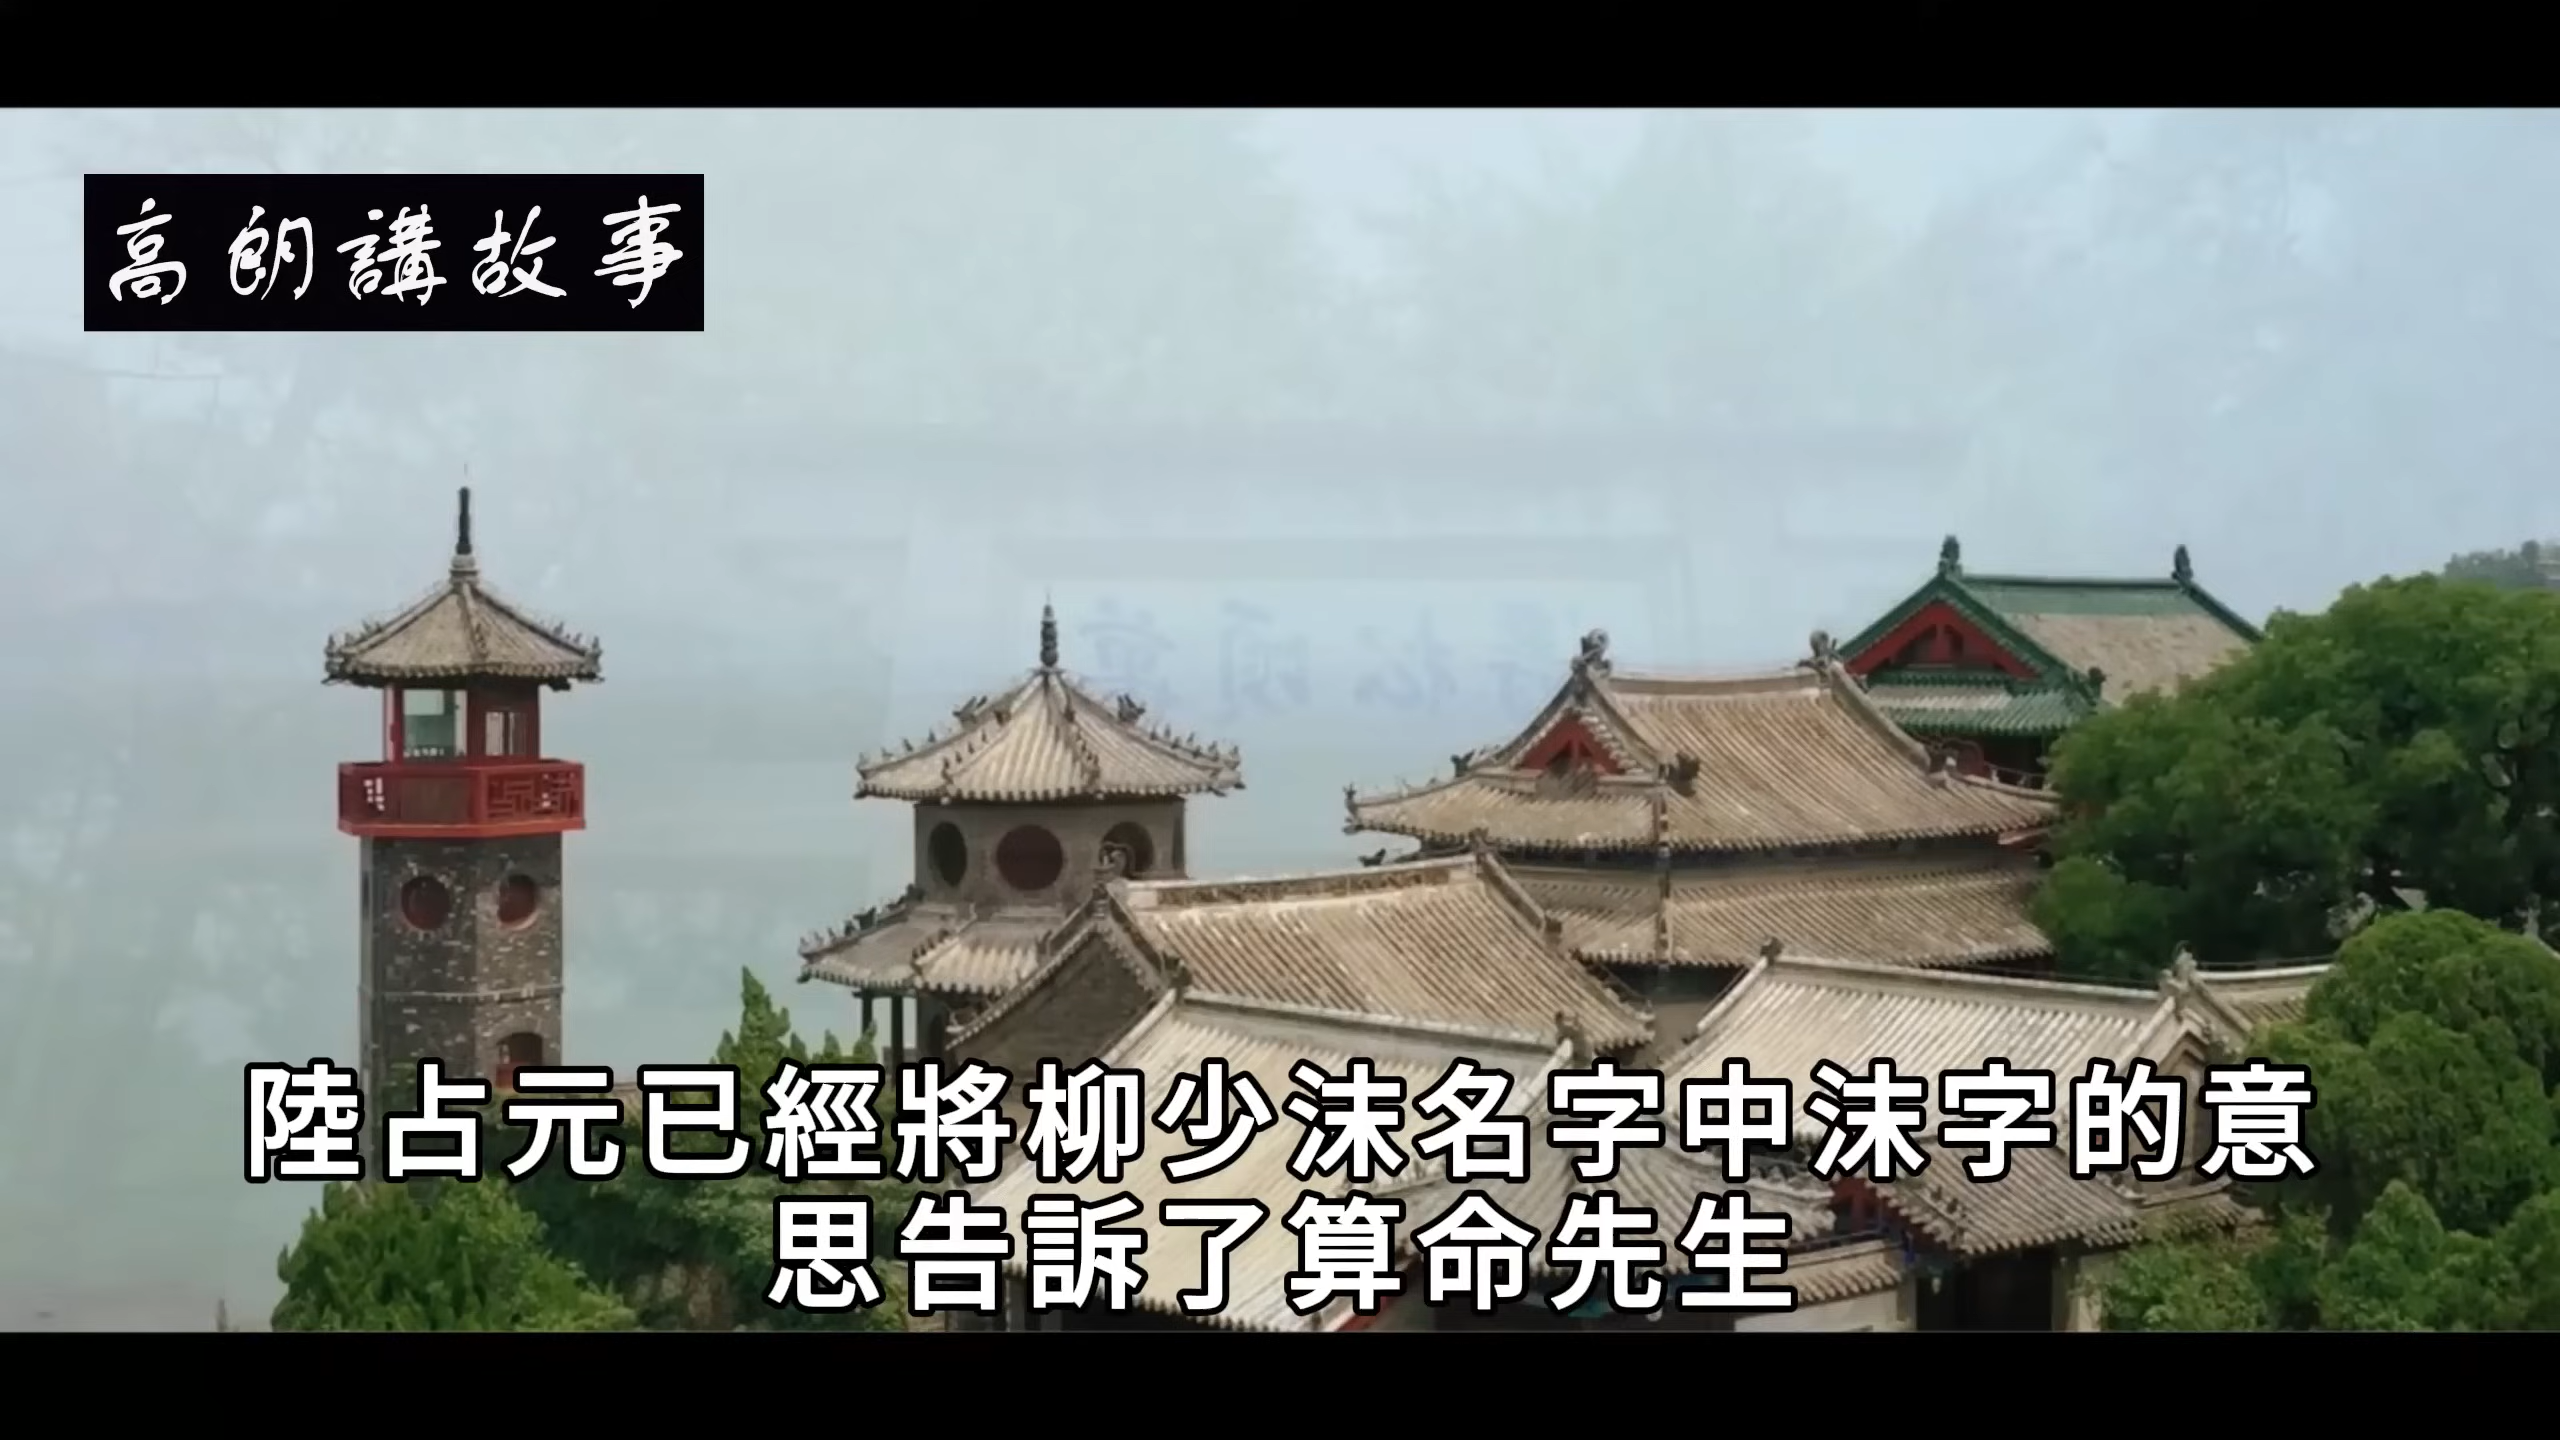 高朗講故事
陸占元已經將柳少沫名字中沫字的意
思告訴了算命先生